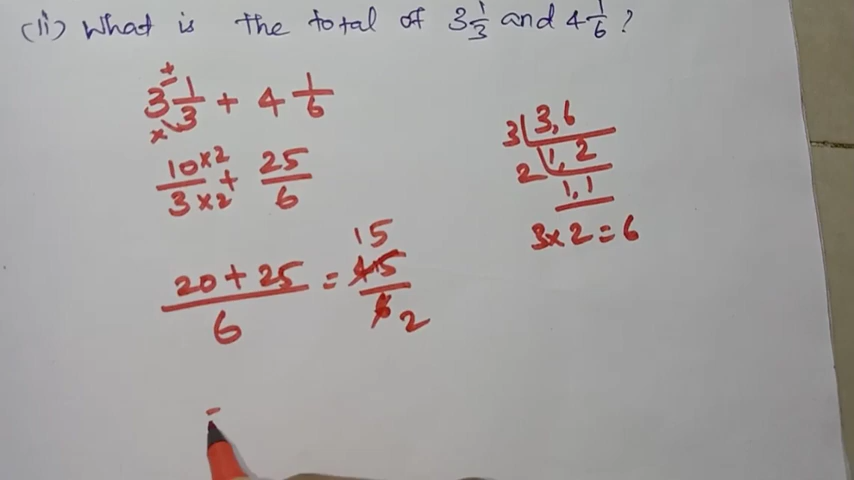 (ii) What is the total of 3 1/3 and 4 1/6 ?
3 1/3 + 4 1/6
+
×
10×2/3×2 + 25/6
20 + 25/6 = 45/6
15
2
3 | 3, 6
2 | 1, 2
1, 1
3×2 = 6